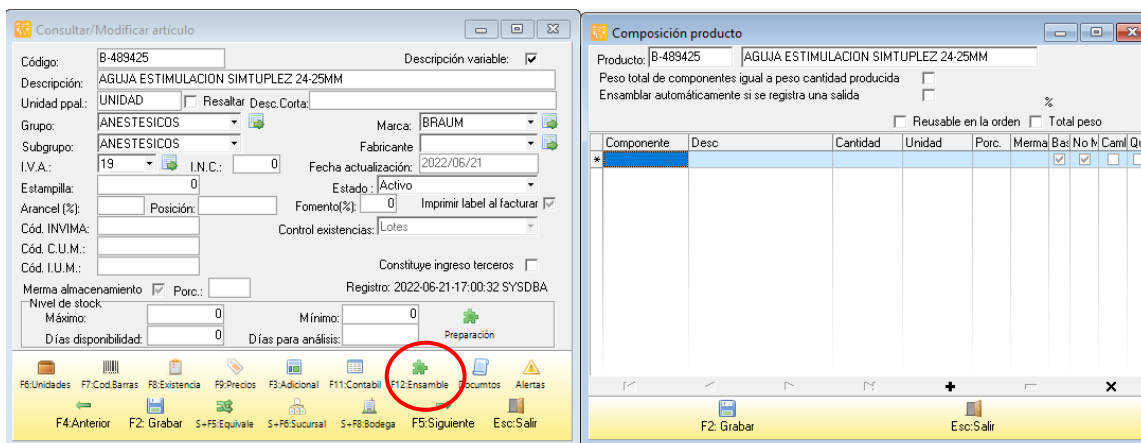 Consultar/Modificar artículo
Código: B-489425 Descripción variable:
Descripción: AGUJA ESTIMULACION SIMTUPLEZ 24-25MM
Unidad ppal.: UNIDAD Resaltar Desc.Corta:
Grupo: ANESTESICOS Marca: BRAUM
Subgrupo: ANESTESICOS Fabricante
I.V.A.: 19 I.N.C.: 0 Fecha actualización: 2022/06/21
Estampilla: 0 Estado : Activo
Arancel (%): Posición: Fomento(%): 0 Imprimir label al facturar
Cód. INVIMA: Control existencias: Lotes
Cód. C.U.M.:
Cód. I.U.M.: Constituye ingreso terceros
Merma almacenamiento Porc.: Registro: 2022-06-21-17:00:32 SYSDBA
Nivel de stock
Máximo: 0 Mínimo: 0
Días disponibilidad: 0 Días para análisis: Preparación
F6:Unidades F7:Cod.Barras F8:Existencia F9:Precios F3:Adicional F11:Contabil F12:Ensamble Documtos Alertas
F4:Anterior F2: Grabar S+F5:Equivale S+F6:Sucursal S+F8:Bodega F5:Siguiente Esc:Salir
Composición producto
Producto: B-489425 AGUJA ESTIMULACION SIMTUPLEZ 24-25MM
Peso total de componentes igual a peso cantidad producida
Ensamblar automáticamente si se registra una salida
%
Reusable en la orden Total peso
Componente Desc Cantidad Unidad Porc. Merma Bas No M Camb Qu
F2: Grabar Esc:Salir